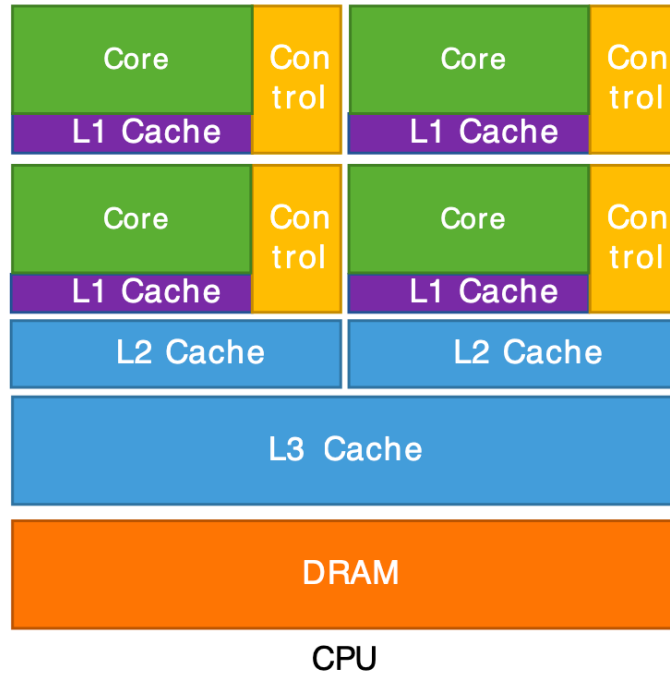 Core
Con
trol
L1 Cache
Core
Con
trol
L1 Cache
Core
Con
trol
L1 Cache
Core
Con
trol
L1 Cache
L2 Cache
L2 Cache
L3 Cache
DRAM
CPU